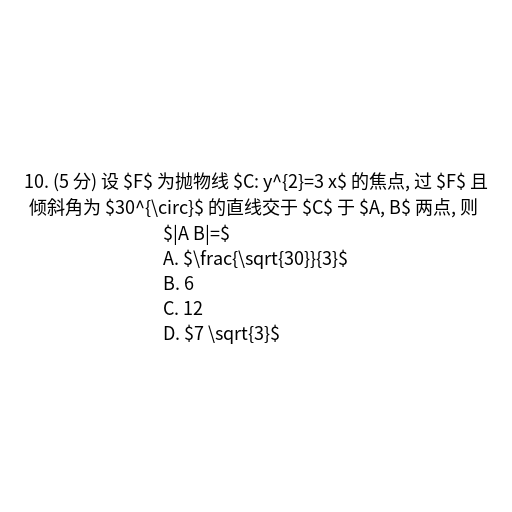 10. (5 分) 设 $F$ 为抛物线 $C: y^{2}=3 x$ 的焦点, 过 $F$ 且
倾斜角为 $30^{\circ}$ 的直线交于 $C$ 于 $A, B$ 两点, 则
$|A B|=$
A. $\frac{\sqrt{30}}{3}$
B. 6
C. 12
D. $7 \sqrt{3}$